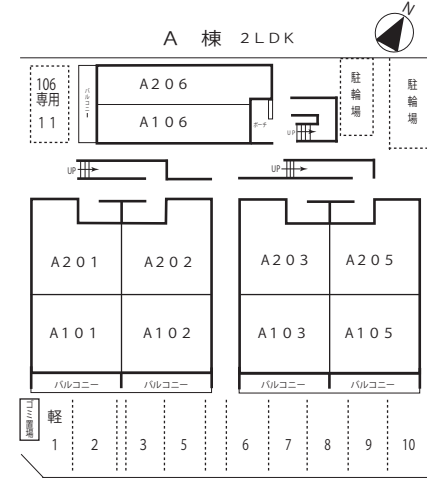 N
A 棟 2LDK
106
専用
11
バルコニー
A206
A106
ポーチ
UP
駐輪場
駐輪場
UP
UP
A201 A202
A203 A205
A101 A102
A103 A105
バルコニー バルコニー
バルコニー バルコニー
ゴミ置場
軽
1 2 3 5 6 7 8 9 10